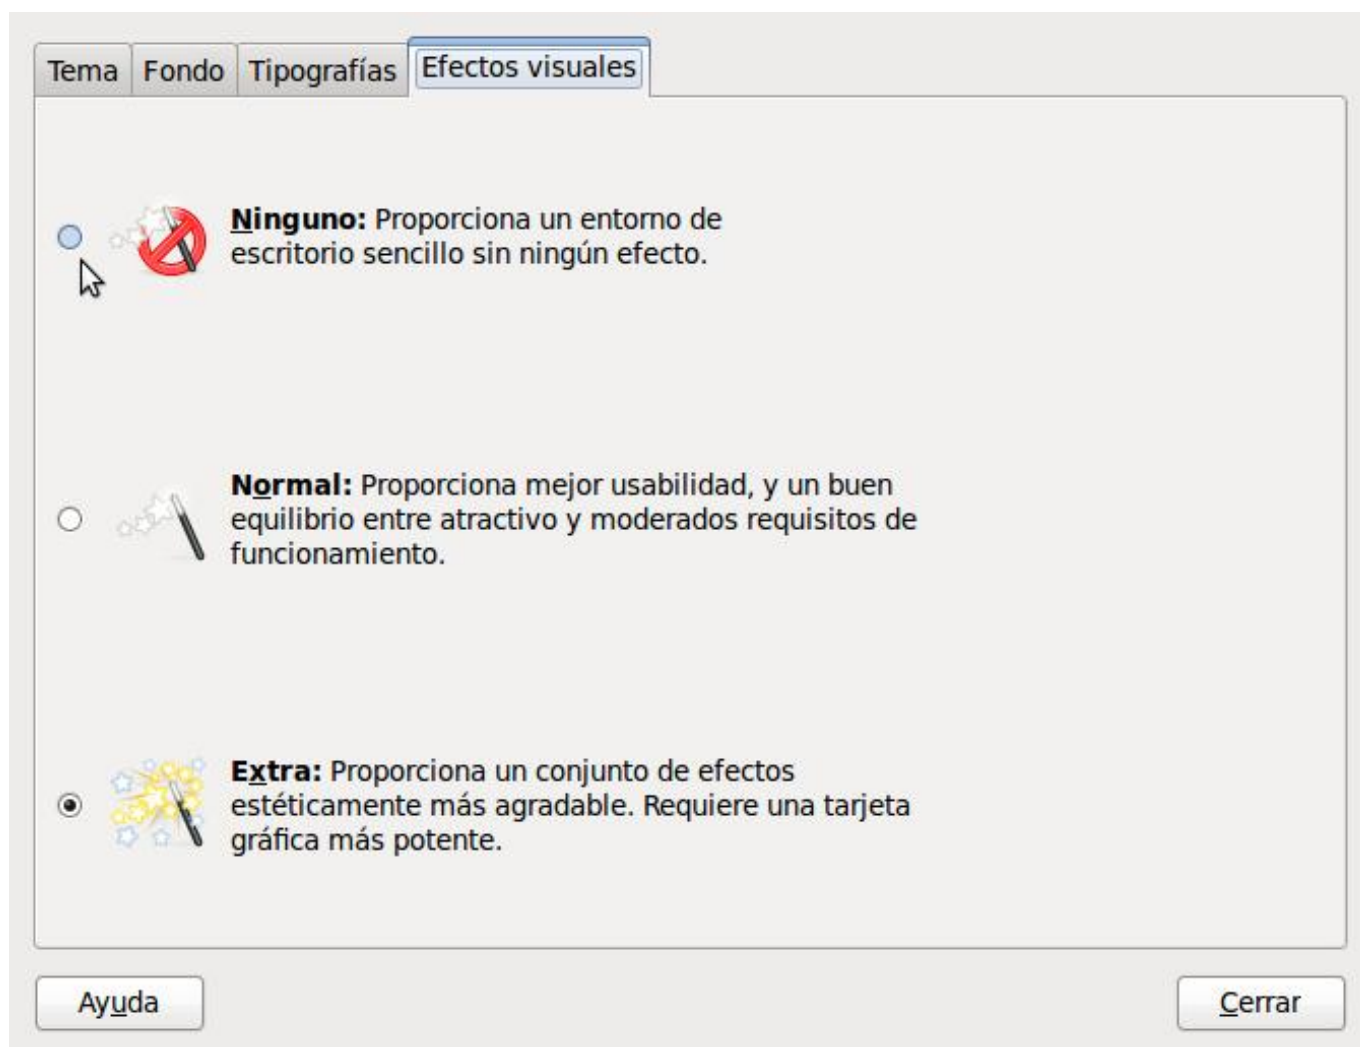 Tema Fondo Tipografías Efectos visuales
Ninguno: Proporciona un entorno de
escritorio sencillo sin ningún efecto.
Normal: Proporciona mejor usabilidad, y un buen
equilibrio entre atractivo y moderados requisitos de
funcionamiento.
Extra: Proporciona un conjunto de efectos
estéticamente más agradable. Requiere una tarjeta
gráfica más potente.
Ayuda Cerrar